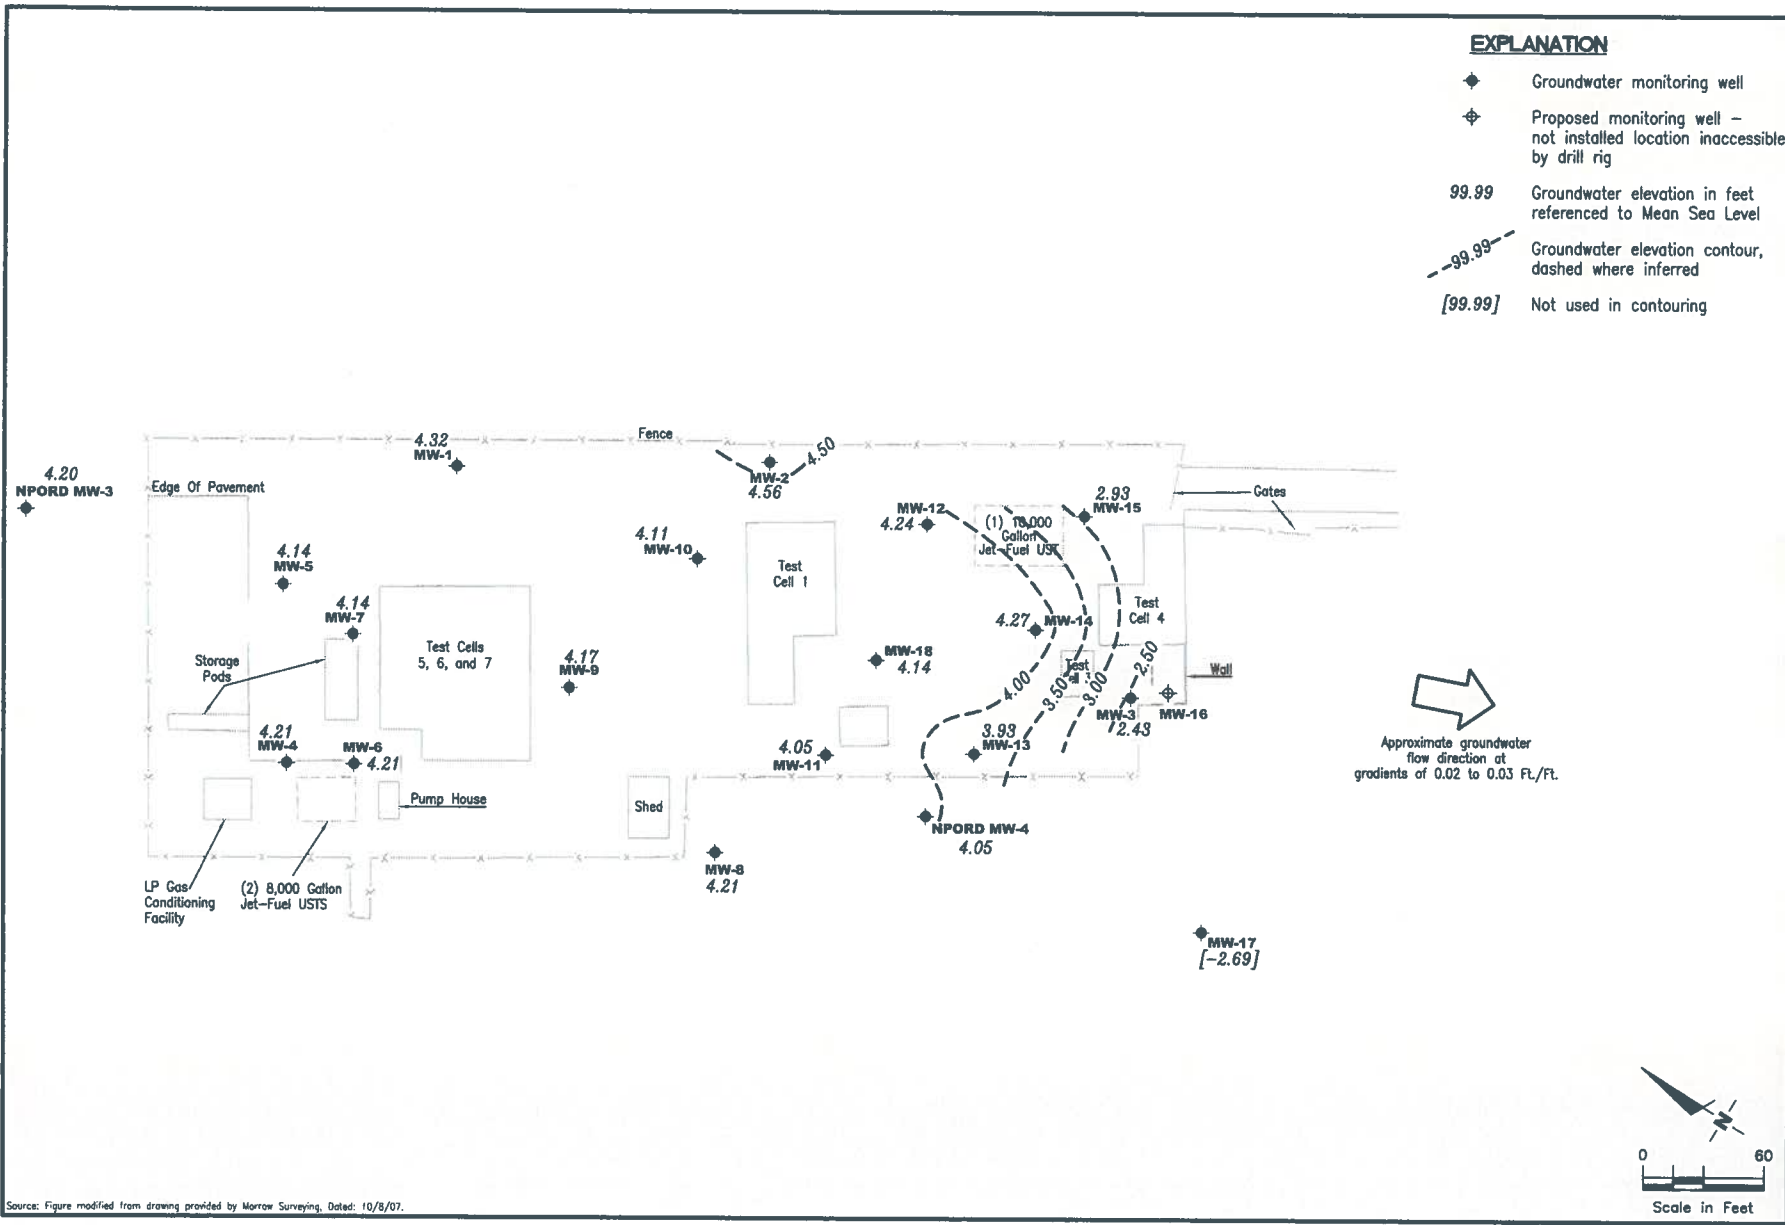 EXPLANATION
Groundwater monitoring well
Proposed monitoring well –
not installed location inaccessible
by drill rig
99.99 Groundwater elevation in feet
referenced to Mean Sea Level
99.99 Groundwater elevation contour,
dashed where inferred
[99.99] Not used in contouring
4.20
NPORD MW-3
Edge Of Pavement
4.32
MW-1
Fence
4.50
MW-2
4.56
4.14
MW-5
4.14
MW-7
Storage
Pods
Test Cells
5, 6, and 7
4.11
MW-10
4.17
MW-9
Test
Cell 1
MW-12
4.24
(1) 10,000
Gallon
Jet-Fuel UST
2.93
MW-15
Gates
4.27
MW-14
Test
Cell 4
MW-18
4.14
Test
4.00
3.50
3.00
2.50
Wall
MW-3
2.43
MW-16
4.21
MW-4
MW-6
4.21
4.05
MW-11
3.93
MW-13
Pump House
Shed
NPORD MW-4
4.05
MW-8
4.21
LP Gas
Conditioning
Facility
(2) 8,000 Gallon
Jet-Fuel USTS
MW-17
[-2.69]
Approximate groundwater
flow direction at
gradients of 0.02 to 0.03 Ft./Ft.
N
0 60
Scale in Feet
Source: Figure modified from drawing provided by Morrow Surveying, Dated: 10/8/07.